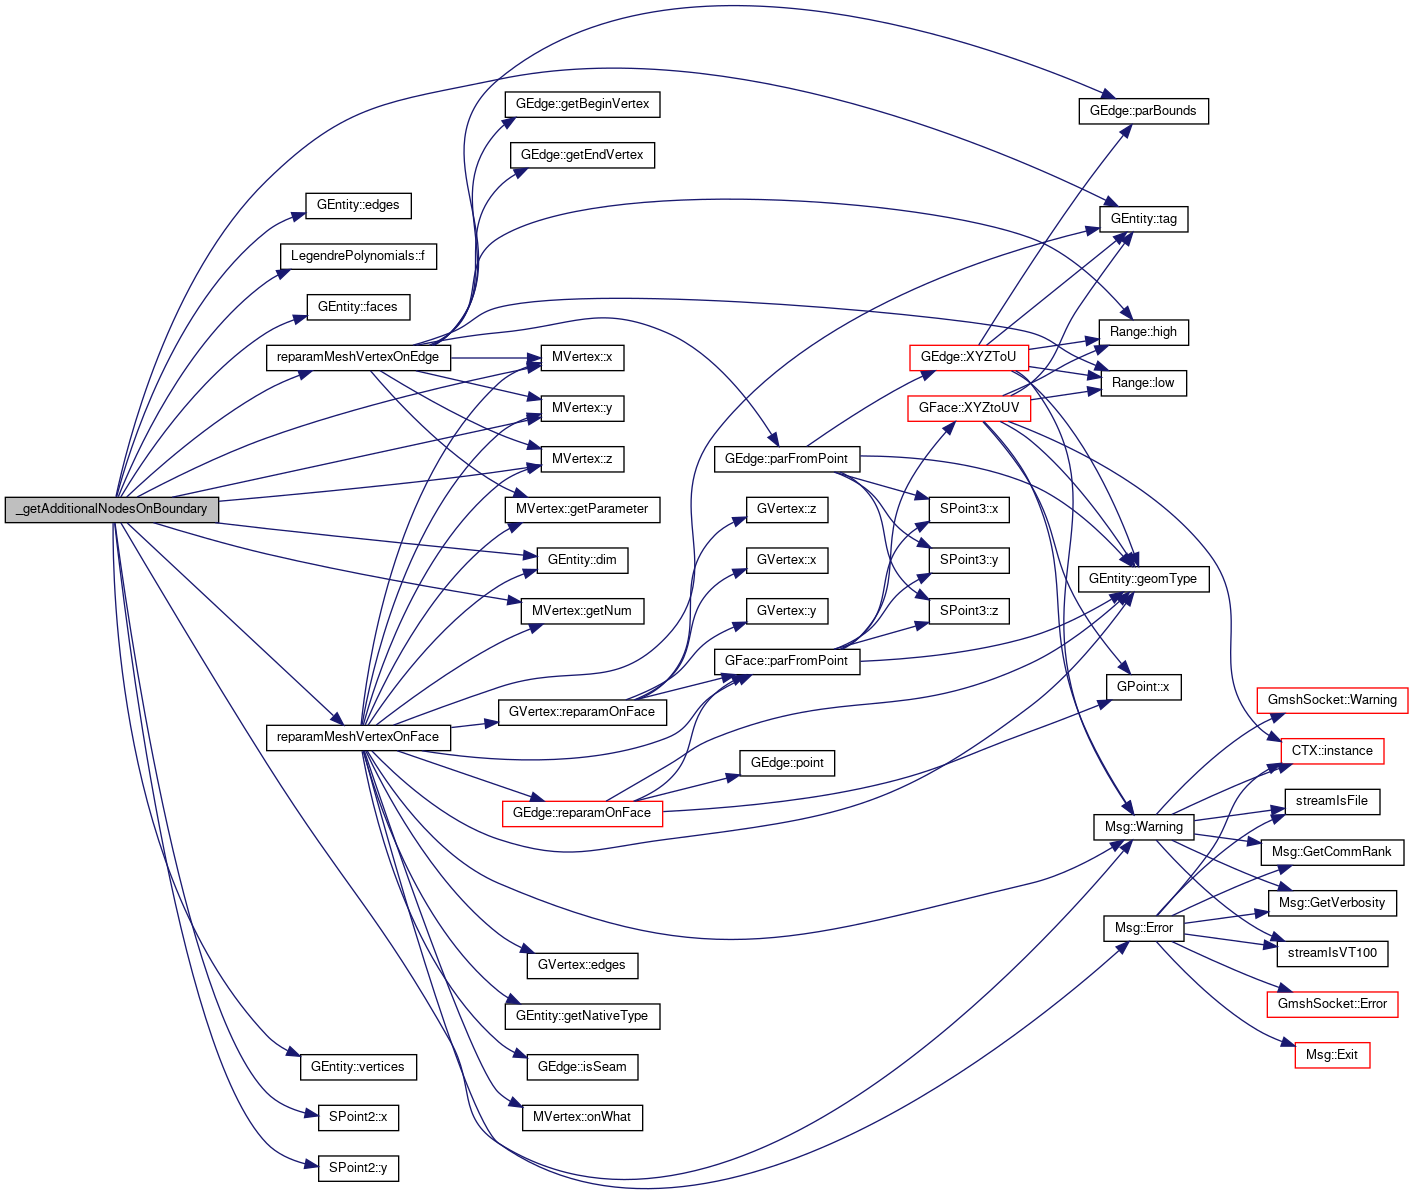 _getAdditionalNodesOnBoundary
GEntity::edges
LegendrePolynomials::f
GEntity::faces
reparamMeshVertexOnEdge
reparamMeshVertexOnFace
GEntity::vertices
SPoint2::x
SPoint2::y
GEdge::getBeginVertex
GEdge::getEndVertex
MVertex::x
MVertex::y
MVertex::z
MVertex::getParameter
GEntity::dim
MVertex::getNum
GVertex::reparamOnFace
GEdge::reparamOnFace
GVertex::edges
GEntity::getNativeType
GEdge::isSeam
MVertex::onWhat
GEdge::parFromPoint
GVertex::z
GVertex::x
GVertex::y
GFace::parFromPoint
GEdge::point
GEdge::XYZToU
GFace::XYZtoUV
SPoint3::x
SPoint3::y
SPoint3::z
GEdge::parBounds
GEntity::tag
Range::high
Range::low
GEntity::geomType
GPoint::x
Msg::Warning
Msg::Error
GmshSocket::Warning
CTX::instance
streamIsFile
Msg::GetCommRank
Msg::GetVerbosity
streamIsVT100
GmshSocket::Error
Msg::Exit